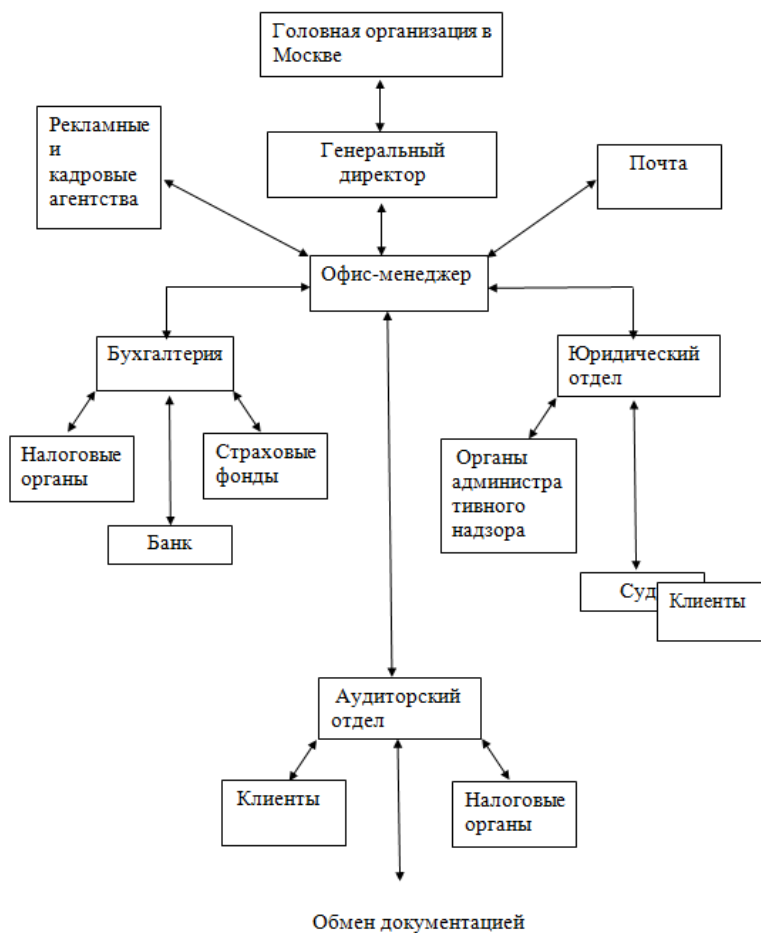 Головная организация в
Москве
Рекламные
и
кадровые
агентства
Генеральный
директор
Почта
Офис-менеджер
Бухгалтерия
Юридический
отдел
Налоговые
органы
Страховые
фонды
Органы
администра
тивного
надзора
Банк
Суд
Клиенты
Аудиторский
отдел
Клиенты
Налоговые
органы
Обмен документацией